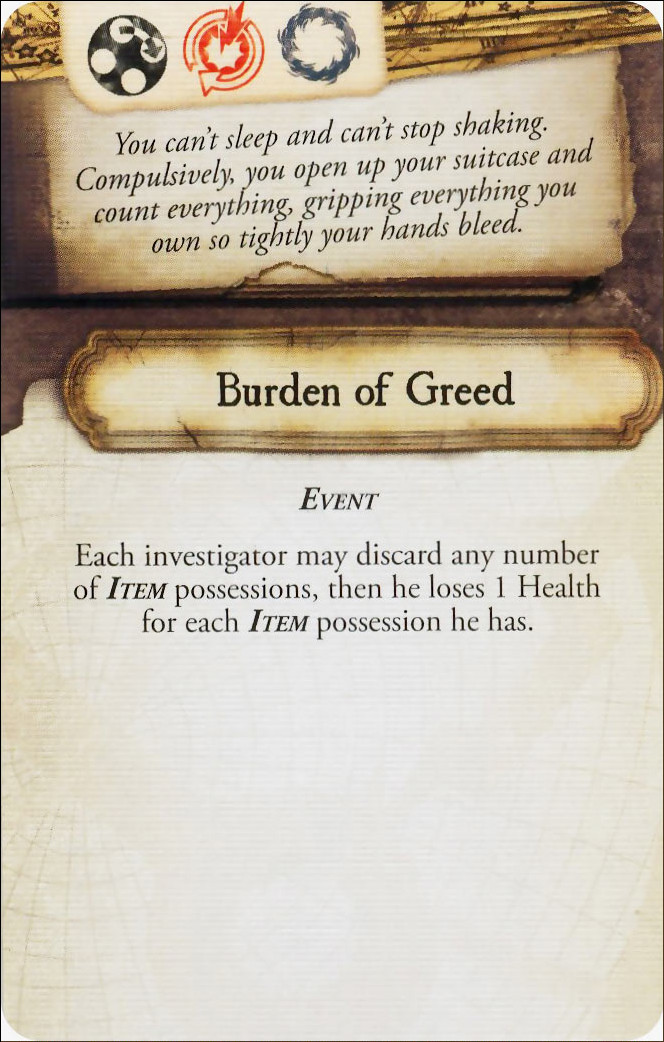 You can't sleep and can't stop shaking.
Compulsively, you open up your suitcase and
count everything, gripping everything you
own so tightly your hands bleed.
Burden of Greed
EVENT
Each investigator may discard any number
of ITEM possessions, then he loses 1 Health
for each ITEM possession he has.